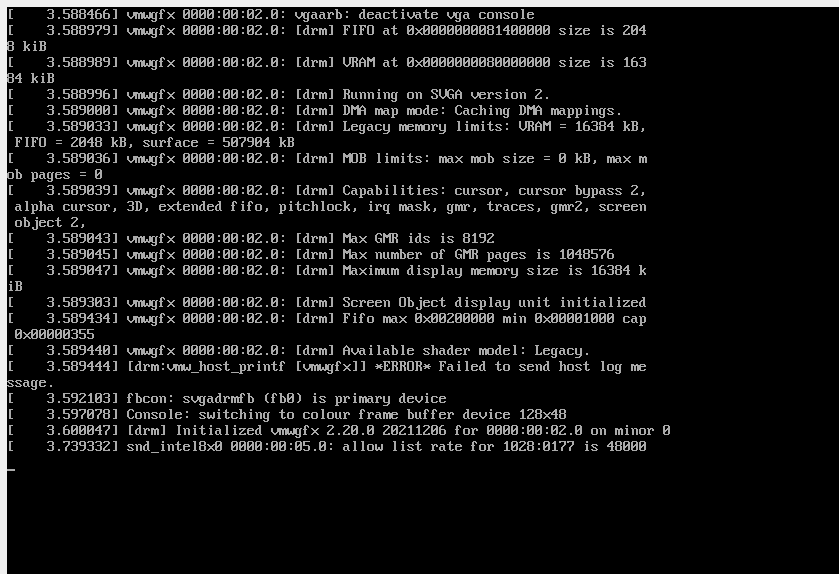 [    3.588466] vmwgfx 0000:00:02.0: vgaarb: deactivate vga console
[    3.588979] vmwgfx 0000:00:02.0: [drm] FIFO at 0x0000000081400000 size is 204
8 kiB
[    3.588989] vmwgfx 0000:00:02.0: [drm] VRAM at 0x0000000080000000 size is 163
84 kiB
[    3.588996] vmwgfx 0000:00:02.0: [drm] Running on SVGA version 2.
[    3.589000] vmwgfx 0000:00:02.0: [drm] DMA map mode: Caching DMA mappings.
[    3.589033] vmwgfx 0000:00:02.0: [drm] Legacy memory limits: VRAM = 16384 kB,
 FIFO = 2048 kB, surface = 507904 kB
[    3.589036] vmwgfx 0000:00:02.0: [drm] MOB limits: max mob size = 0 kB, max m
ob pages = 0
[    3.589039] vmwgfx 0000:00:02.0: [drm] Capabilities: cursor, cursor bypass 2,
 alpha cursor, 3D, extended fifo, pitchlock, irq mask, gmr, traces, gmr2, screen
 object 2,
[    3.589043] vmwgfx 0000:00:02.0: [drm] Max GMR ids is 8192
[    3.589045] vmwgfx 0000:00:02.0: [drm] Max number of GMR pages is 1048576
[    3.589047] vmwgfx 0000:00:02.0: [drm] Maximum display memory size is 16384 k
iB
[    3.589303] vmwgfx 0000:00:02.0: [drm] Screen Object display unit initialized
[    3.589434] vmwgfx 0000:00:02.0: [drm] Fifo max 0x00200000 min 0x00001000 cap
 0x00000355
[    3.589440] vmwgfx 0000:00:02.0: [drm] Available shader model: Legacy.
[    3.589444] [drm:vmw_host_printf [vmwgfx]] *ERROR* Failed to send host log me
ssage.
[    3.592103] fbcon: svgadrmfb (fb0) is primary device
[    3.597078] Console: switching to colour frame buffer device 128x48
[    3.600047] [drm] Initialized vmwgfx 2.20.0 20211206 for 0000:00:02.0 on minor 0
[    3.739332] snd_intel8x0 0000:00:05.0: allow list rate for 1028:0177 is 48000
_